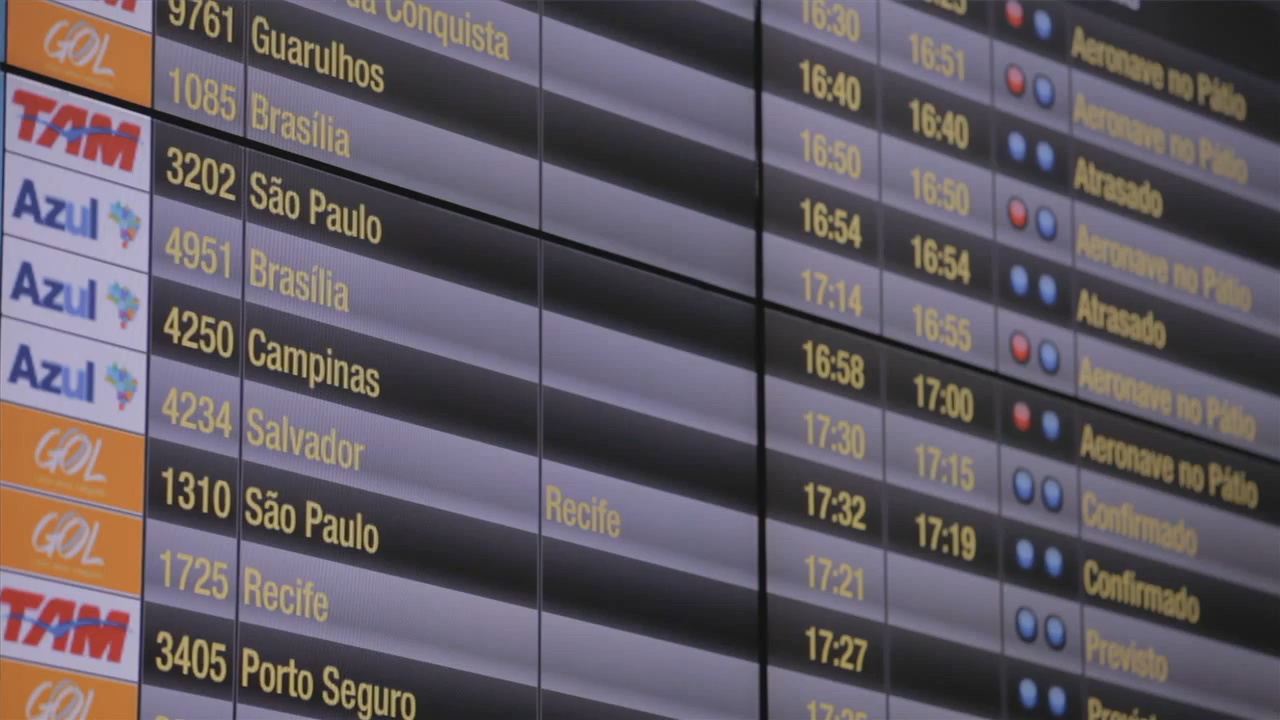 Aeronave no Pátio
16:30 16:51 Aeronave no Pátio
16:40 16:40 Atrasado
Conquista 16:50 16:50 Aeronave no Pátio
9761 Guarulhos 16:54 16:54 Atrasado
GOL 1085 Brasília 17:14 16:55 Aeronave no Pátio
TAM 3202 São Paulo 16:58 17:00 Aeronave no Pátio
Azul 4951 Brasília 17:30 17:15 Confirmado
Azul 4250 Campinas 17:32 17:19 Confirmado
Azul 4234 Salvador Recife 17:21 Previsto
GOL 1310 São Paulo 17:27
GOL 1725 Recife
TAM 3405 Porto Seguro
GOL